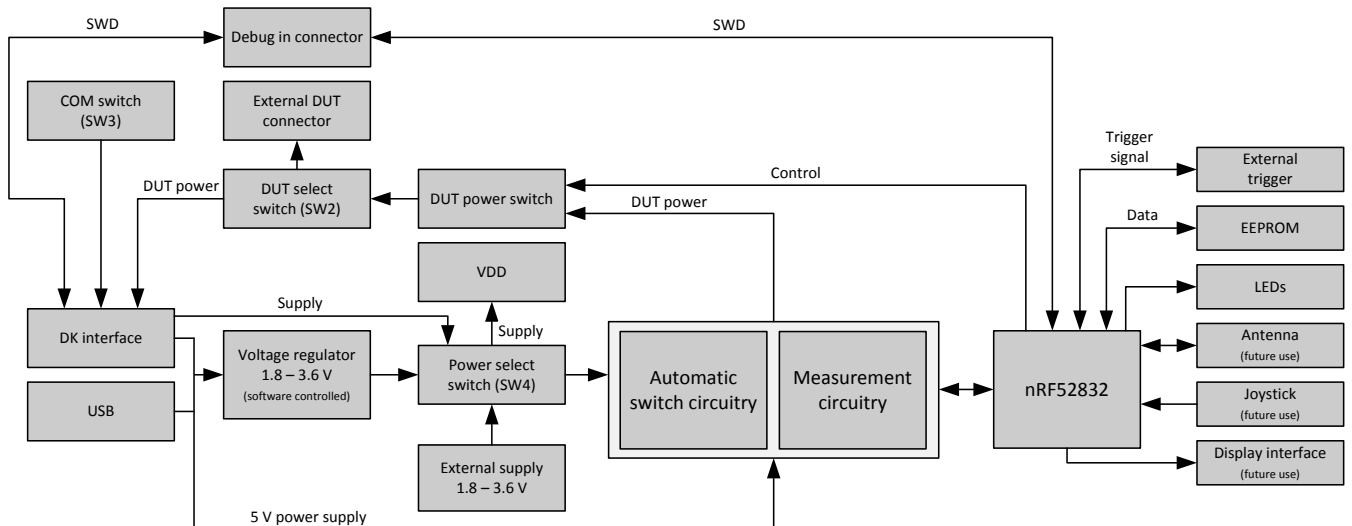 SWD
SWD
Debug in connector
COM switch
(SW3)
External DUT
connector
Trigger
signal
External
trigger
DUT power
DUT select
switch (SW2)
DUT power switch
Control
DUT power
Data
EEPROM
VDD
LEDs
Supply
Supply
DK interface
Voltage regulator
1.8 – 3.6 V
(software controlled)
Power select
switch (SW4)
Automatic
switch circuitry
Measurement
circuitry
nRF52832
Antenna
(future use)
USB
Joystick
(future use)
External supply
1.8 – 3.6 V
Display interface
(future use)
5 V power supply